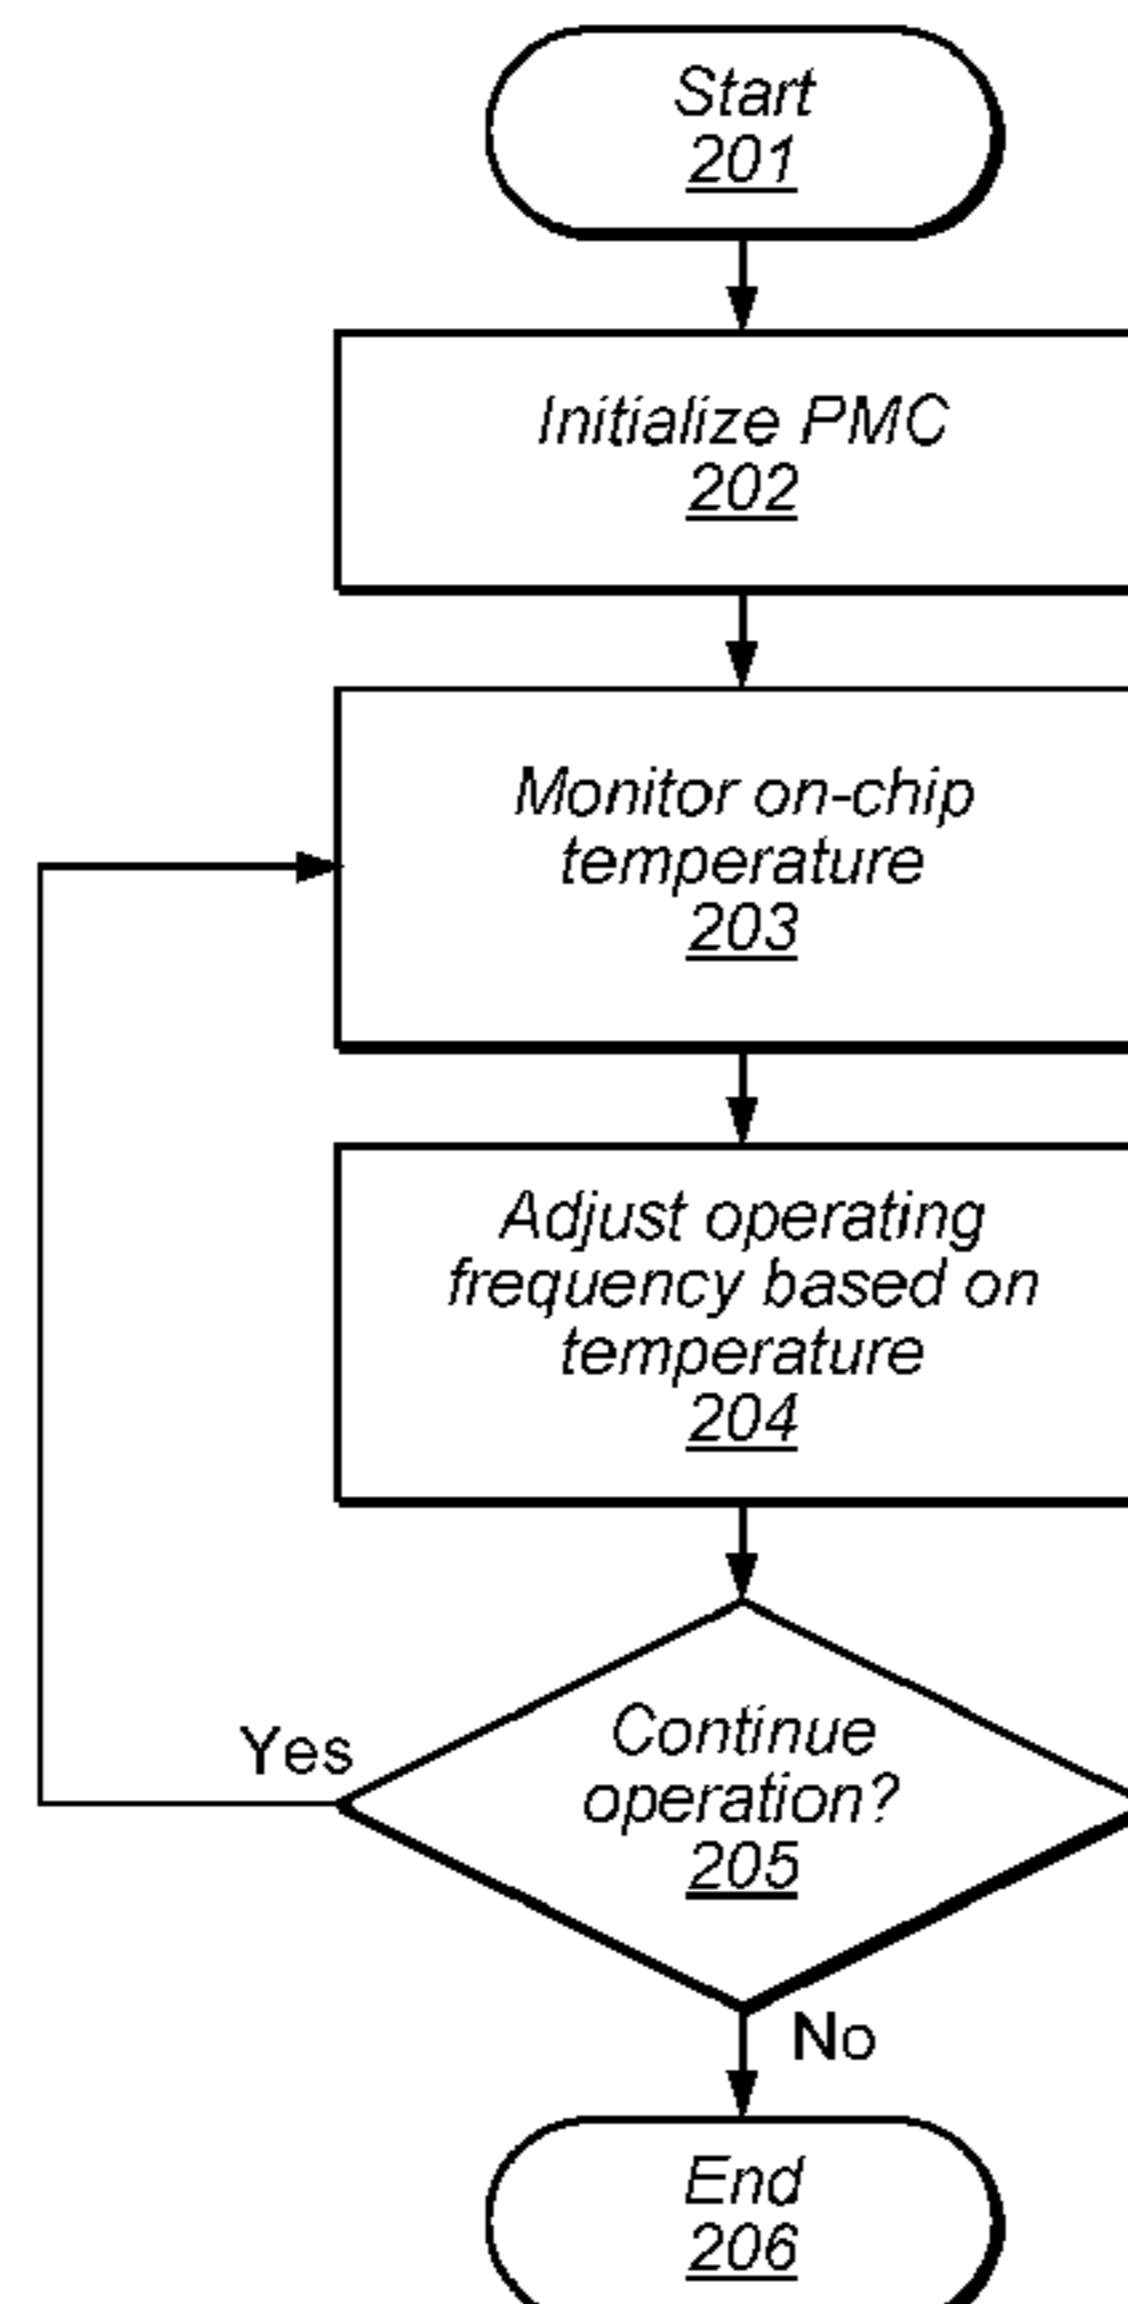 Start
201
Initialize PMC
202
Monitor on-chip
temperature
203
Adjust operating
frequency based on
temperature
204
Yes
Continue
operation?
205
No
End
206